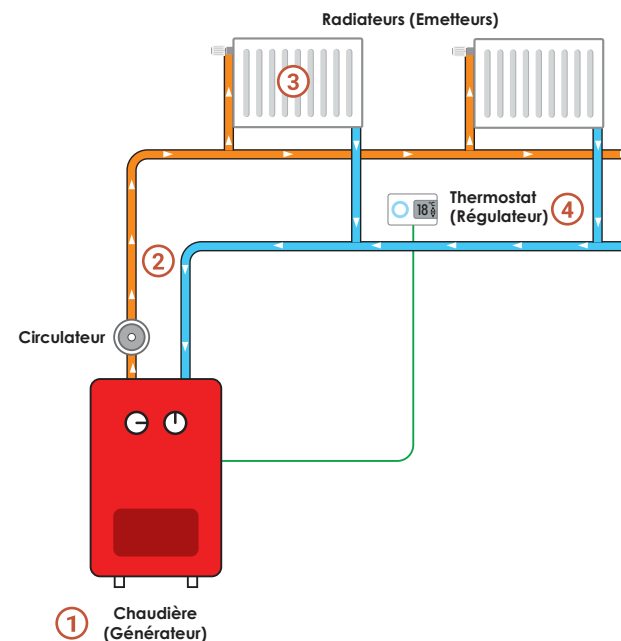 Radiateurs (Emetteurs)
3
Thermostat
(Régulateur)
4
18°C
2
Circulateur
1
Chaudière
(Générateur)